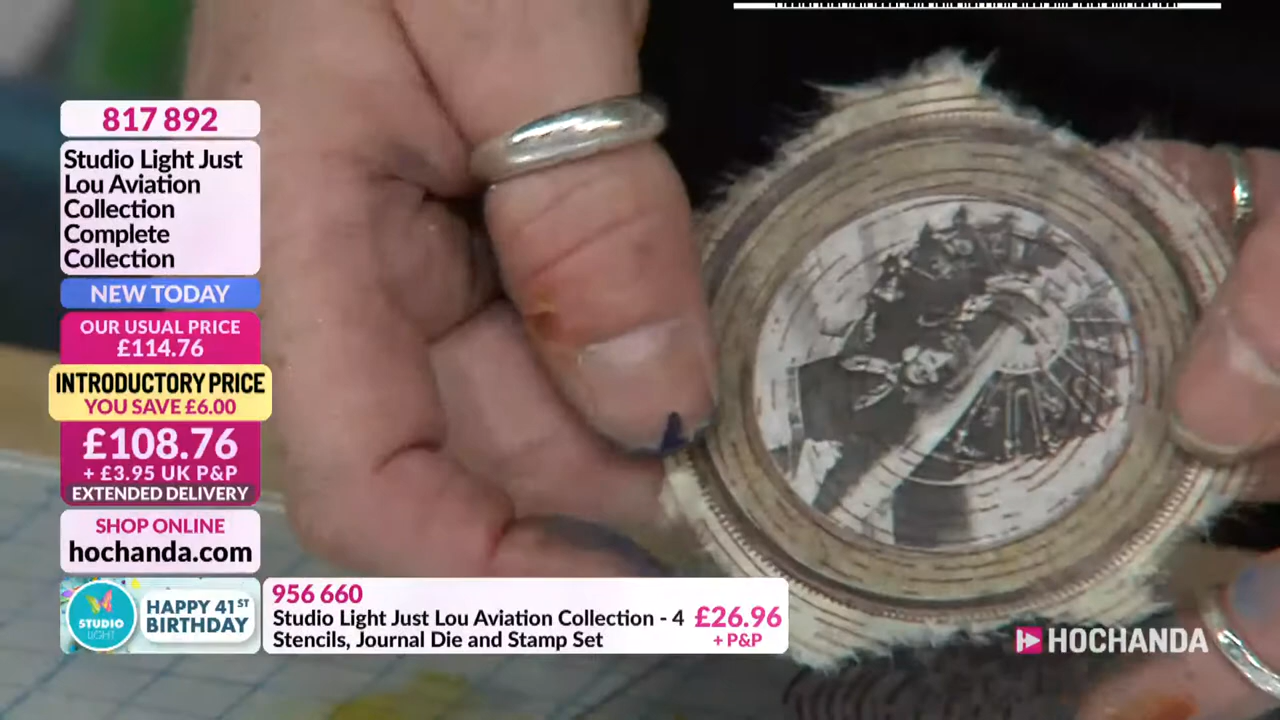 817 892
Studio Light Just
Lou Aviation
Collection
Complete
Collection
NEW TODAY
OUR USUAL PRICE
£114.76
INTRODUCTORY PRICE
YOU SAVE £6.00
£108.76
+ £3.95 UK P&P
EXTENDED DELIVERY
SHOP ONLINE
hochanda.com
STUDIO
LIGHT
HAPPY 41ST
BIRTHDAY
956 660
Studio Light Just Lou Aviation Collection - 4
Stencils, Journal Die and Stamp Set
£26.96
+ P&P
HOCHANDA